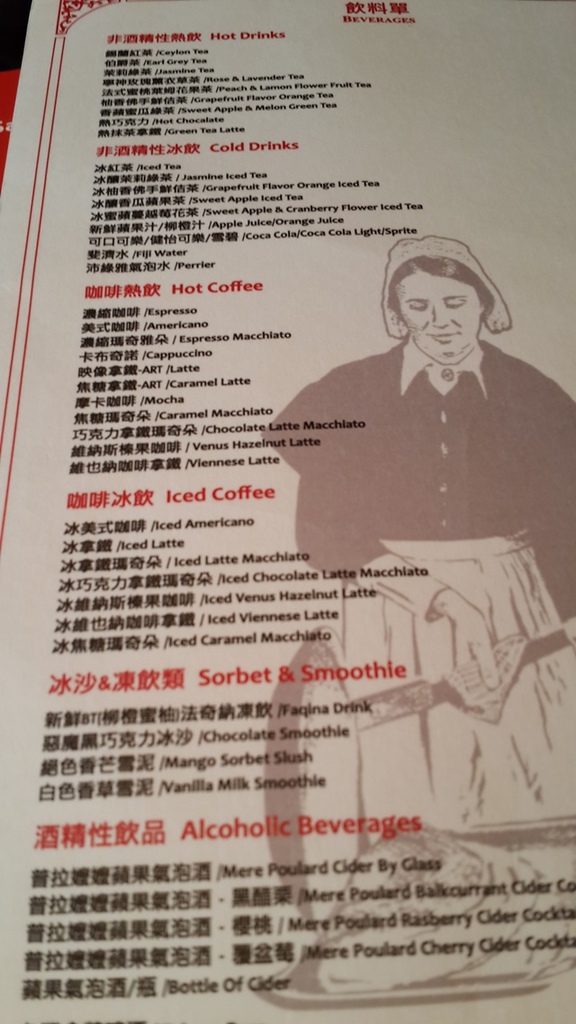 飲料單
BEVERAGES
非酒精性熱飲 Hot Drinks
錫蘭紅茶 /Ceylon Tea
伯爵茶 /Earl Grey Tea
茉莉綠茶 /Jasmine Tea
寧神玫瑰薰衣草茶 /Rose & Lavender Tea
法式蜜桃萊姆花果茶 /Peach & Lamon Flower Fruit Tea
柚香佛手鮮佶茶 /Grapefruit Flavor Orange Tea
香蘋蜜瓜綠茶 /Sweet Apple & Melon Green Tea
熱巧克力 /Hot Chocalate
熱抹茶拿鐵 /Green Tea Latte
非酒精性冰飲 Cold Drinks
冰紅茶 /Iced Tea
冰釀茉莉綠茶 / Jasmine Iced Tea
冰柚香佛手鮮佶茶 /Grapefruit Flavor Orange Iced Tea
冰釀香瓜蘋果茶 /Sweet Apple Iced Tea
冰蜜蘋蔓越莓花茶 /Sweet Apple & Cranberry Flower Iced Tea
新鮮蘋果汁/柳橙汁 /Apple Juice/Orange Juice
可口可樂/健怡可樂/雪碧 /Coca Cola/Coca Cola Light/Sprite
斐濟水 /Fiji Water
沛綠雅氣泡水 /Perrier
咖啡熱飲 Hot Coffee
濃縮咖啡 /Espresso
美式咖啡 /Americano
濃縮瑪奇雅朵 / Espresso Macchiato
卡布奇諾 /Cappuccino
映像拿鐵-ART /Latte
焦糖拿鐵-ART /Caramel Latte
摩卡咖啡 /Mocha
焦糖瑪奇朵 /Caramel Macchiato
巧克力拿鐵瑪奇朵 /Chocolate Latte Macchiato
維納斯榛果咖啡 / Venus Hazelnut Latte
維也納咖啡拿鐵 /Viennese Latte
咖啡冰飲 Iced Coffee
冰美式咖啡 /Iced Americano
冰拿鐵 /Iced Latte
冰拿鐵瑪奇朵 / Iced Latte Macchiato
冰巧克力拿鐵瑪奇朵 /Iced Chocolate Latte Macchiato
冰維納斯榛果咖啡 /Iced Venus Hazelnut Latte
冰維也納咖啡拿鐵 / Iced Viennese Latte
冰焦糖瑪奇朵 /Iced Caramel Macchiato
冰沙&凍飲類 Sorbet & Smoothie
新鮮BT(柳橙蜜柚)法奇納凍飲 /Faqina Drink
惡魔黑巧克力冰沙 /Chocolate Smoothie
絕色香芒雪泥 /Mango Sorbet Slush
白色香草雪泥 /Vanilla Milk Smoothie
酒精性飲品 Alcoholic Beverages
普拉嬤嬤蘋果氣泡酒 /Mere Poulard Cider By Glass
普拉嬤嬤蘋果氣泡酒 - 黑醋栗 /Mere Poulard Balkcurrant Cider Co
普拉嬤嬤蘋果氣泡酒 - 櫻桃 / Mere Poulard Rasberry Cider Cockta
普拉嬤嬤蘋果氣泡酒 - 覆盆莓 /Mere Poulard Cherry Cider Cockta
蘋果氣泡酒/瓶 /Bottle Of Cider